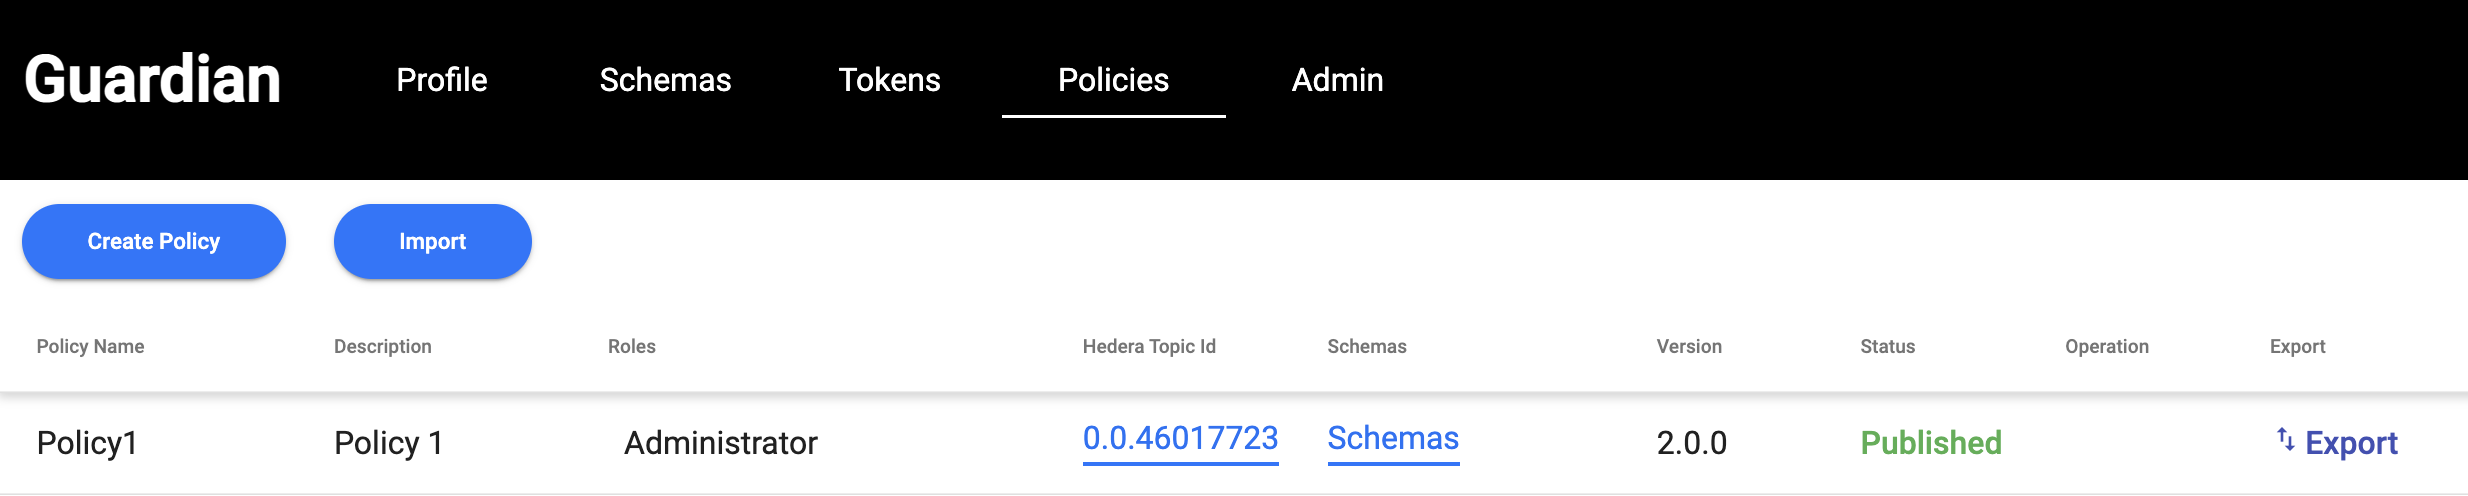 Guardian Profile Schemas Tokens Policies Admin
Create Policy Import
Policy Name Description Roles Hedera Topic Id Schemas Version Status Operation Export
Policy1 Policy 1 Administrator 0.0.46017723 Schemas 2.0.0 Published Export